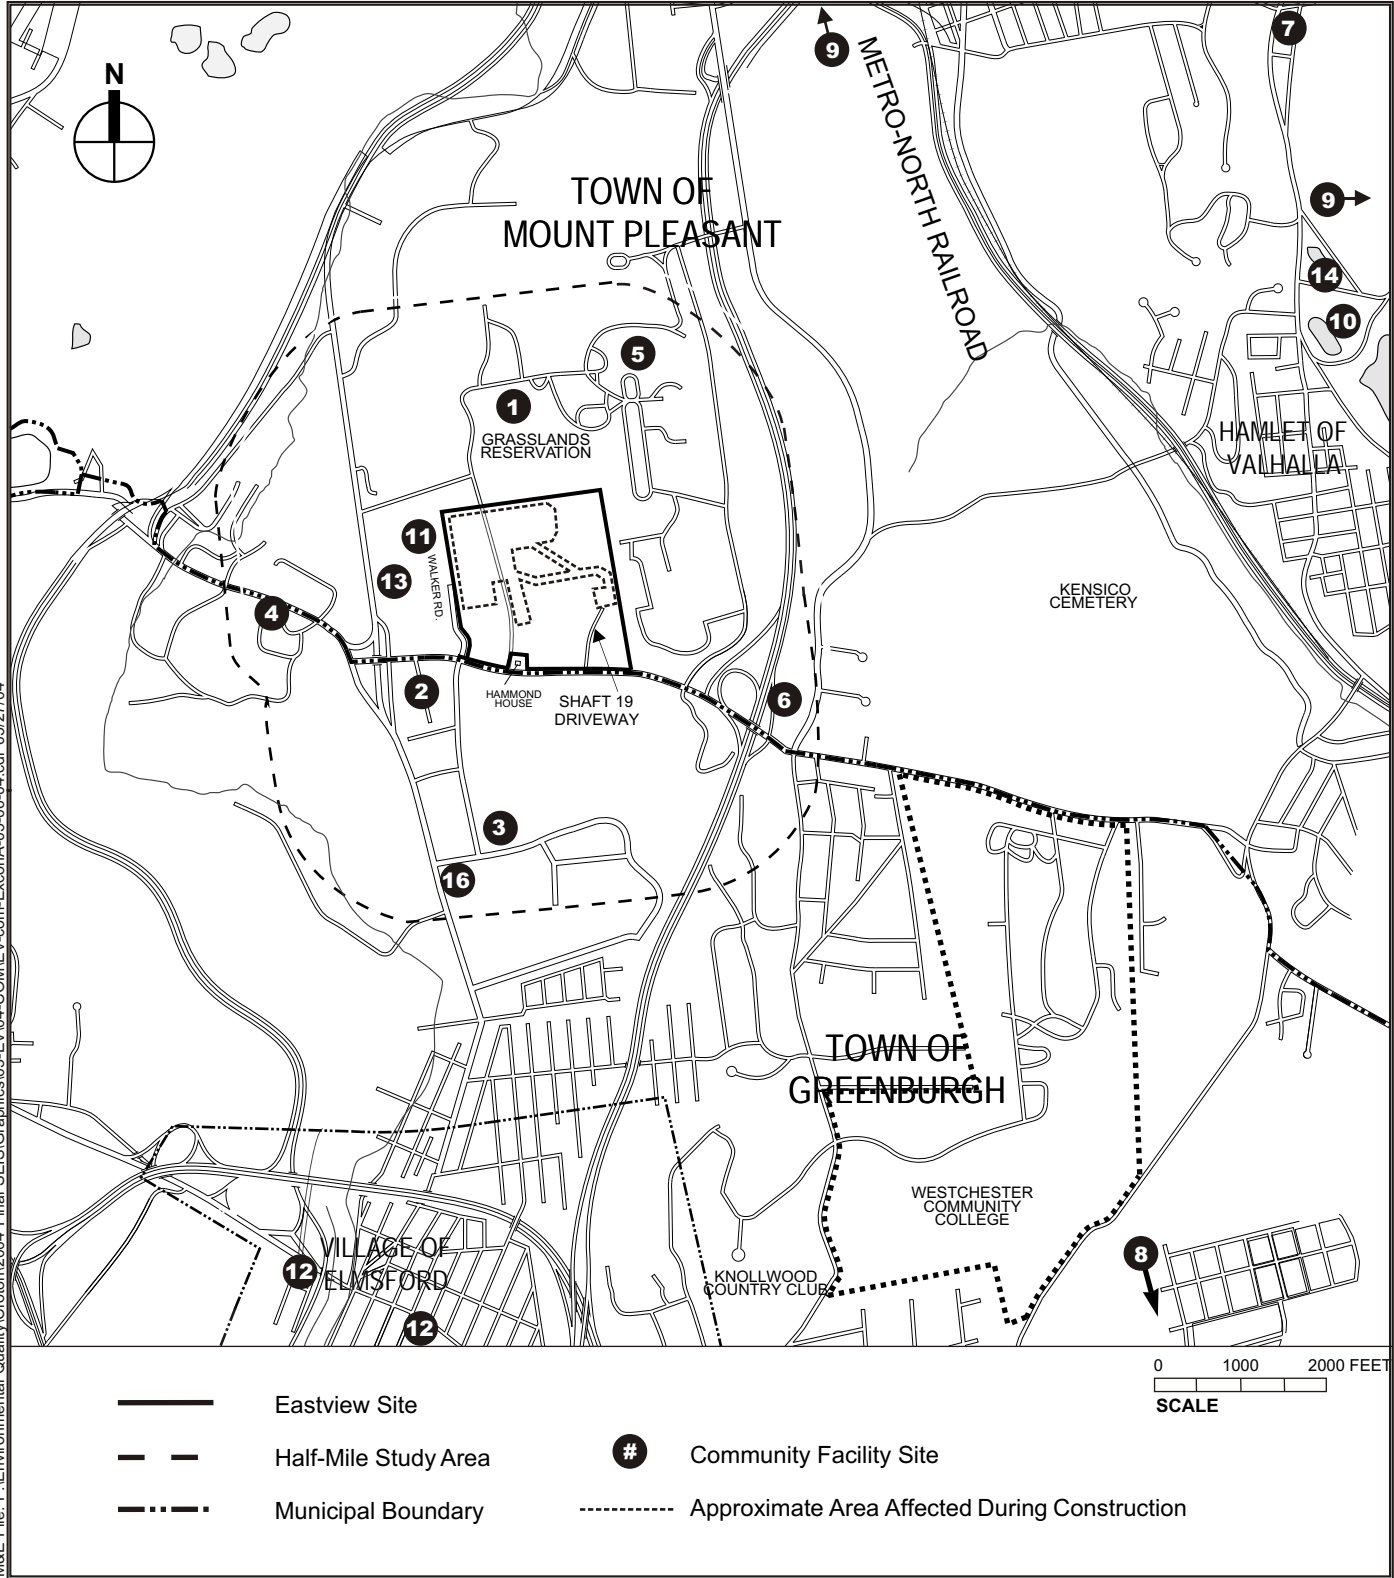 7
9
METRO-NORTH RAILROAD
N
TOWN OF
MOUNT PLEASANT
9
14
10
5
1
GRASSLANDS
RESERVATION
HAMLET OF
VALHALLA
11
WALKER RD.
13
KENSICO
CEMETERY
4
2
HAMMOND
HOUSE
SHAFT 19
DRIVEWAY
6
3
16
TOWN OF
GREENBURGH
WESTCHESTER
COMMUNITY
COLLEGE
8
VILLAGE OF
ELMSFORD
12
12
KNOLLWOOD
COUNTRY CLUB
0 1000 2000 FEET
SCALE
Eastview Site
Half-Mile Study Area
# Community Facility Site
Municipal Boundary
Approximate Area Affected During Construction